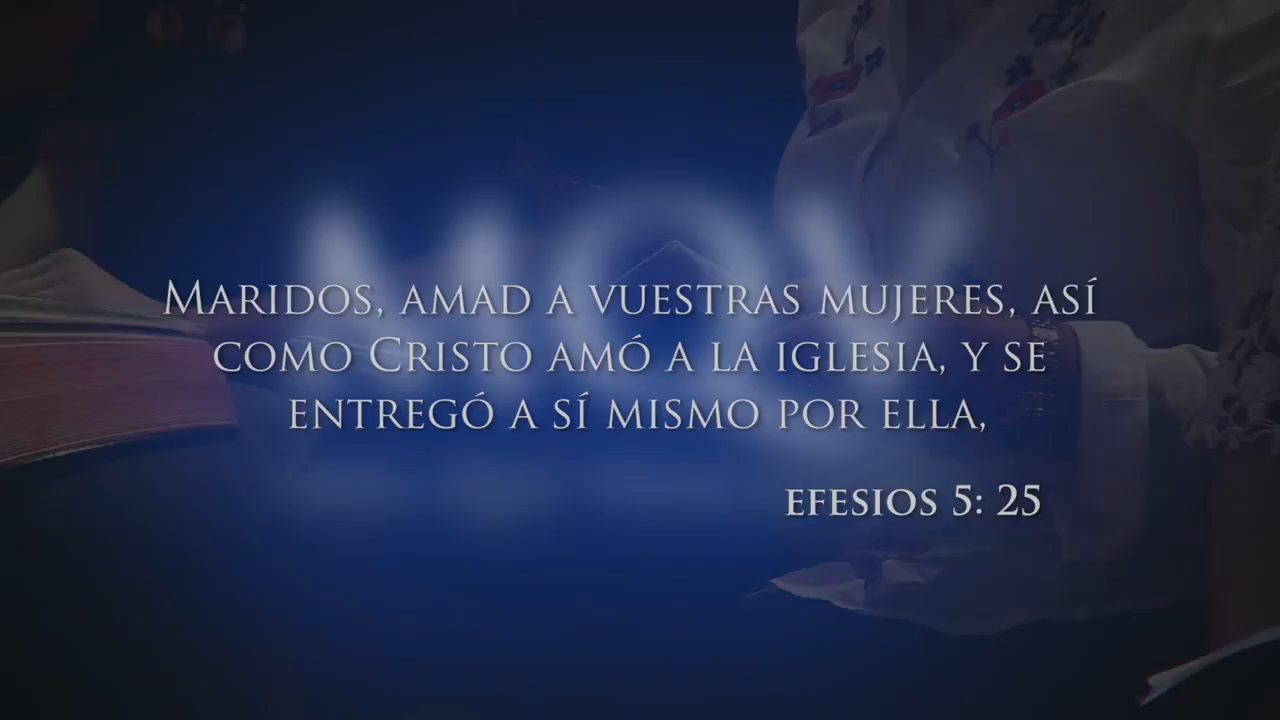 MOV
Maridos, amad a vuestras mujeres, así
como Cristo amó a la iglesia, y se
entregó a sí mismo por ella,
Efesios 5: 25